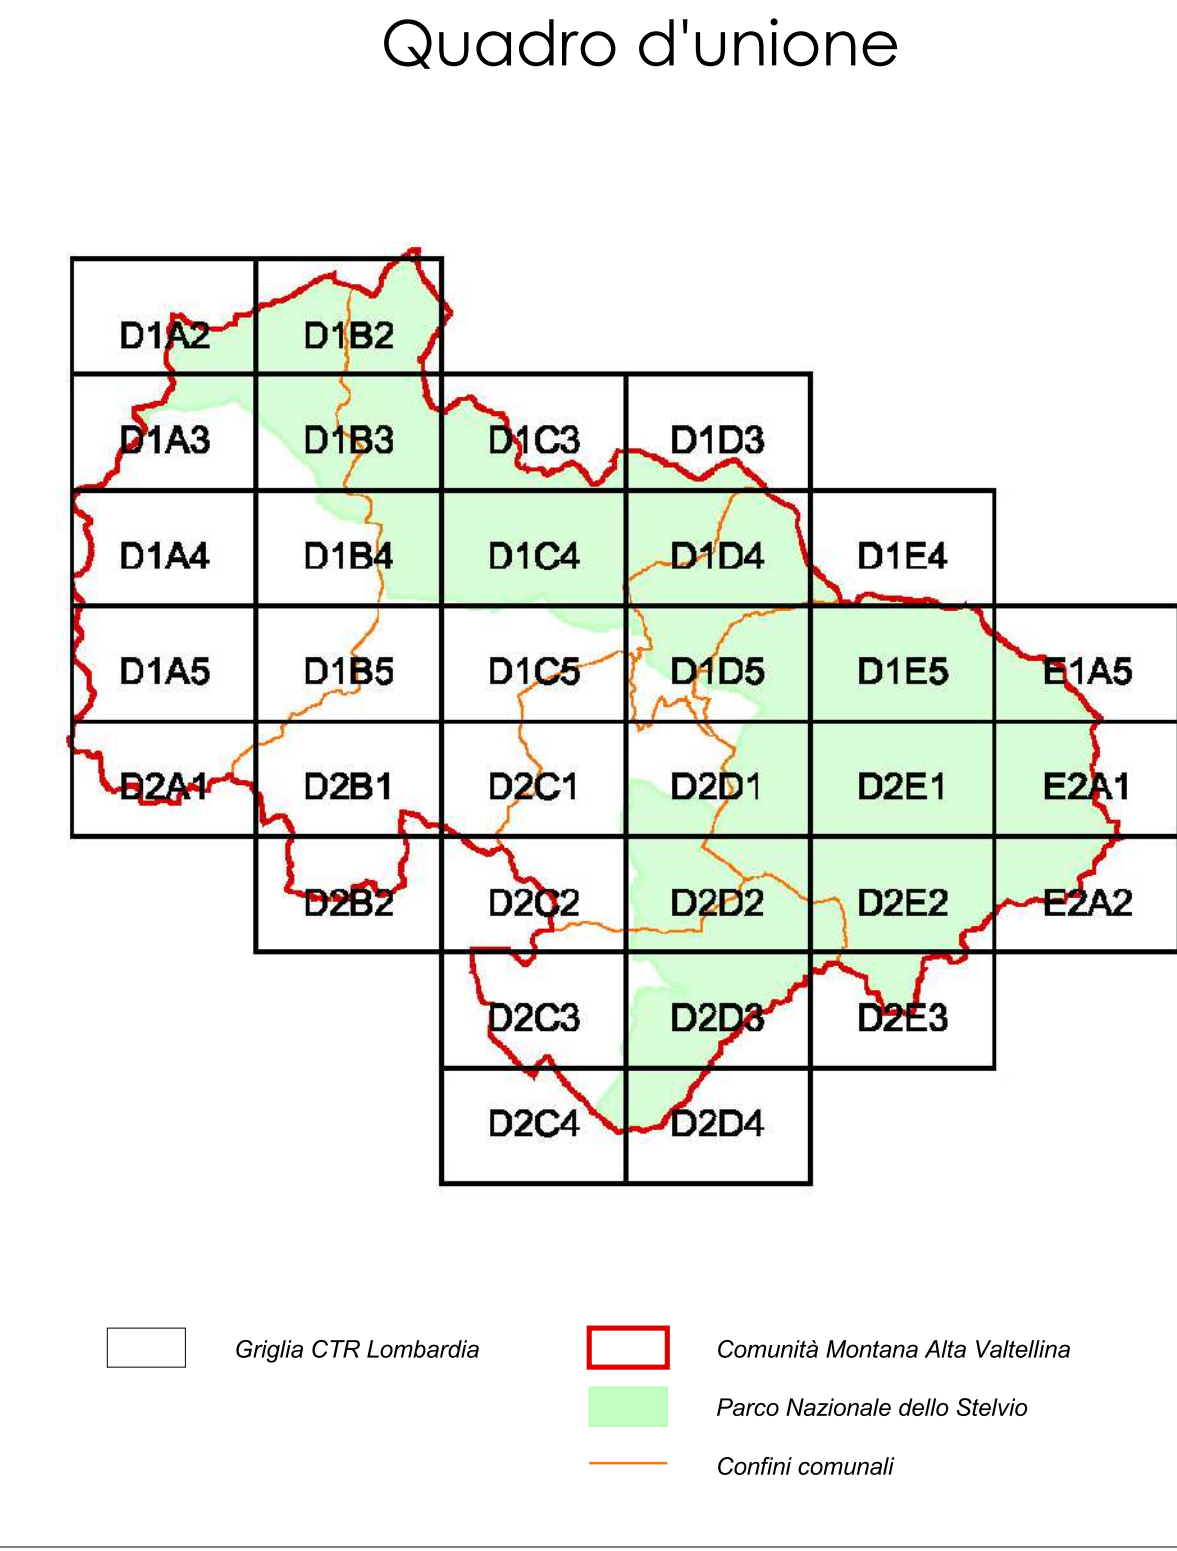 Quadro d'unione
D1A2 D1B2
D1A3 D1B3 D1C3 D1D3
D1A4 D1B4 D1C4 D1D4 D1E4
D1A5 D1B5 D1C5 D1D5 D1E5 E1A5
D2A1 D2B1 D2C1 D2D1 D2E1 E2A1
D2B2 D2C2 D2D2 D2E2 E2A2
D2C3 D2D3 D2E3
D2C4 D2D4
Griglia CTR Lombardia
Comunità Montana Alta Valtellina
Parco Nazionale dello Stelvio
Confini comunali